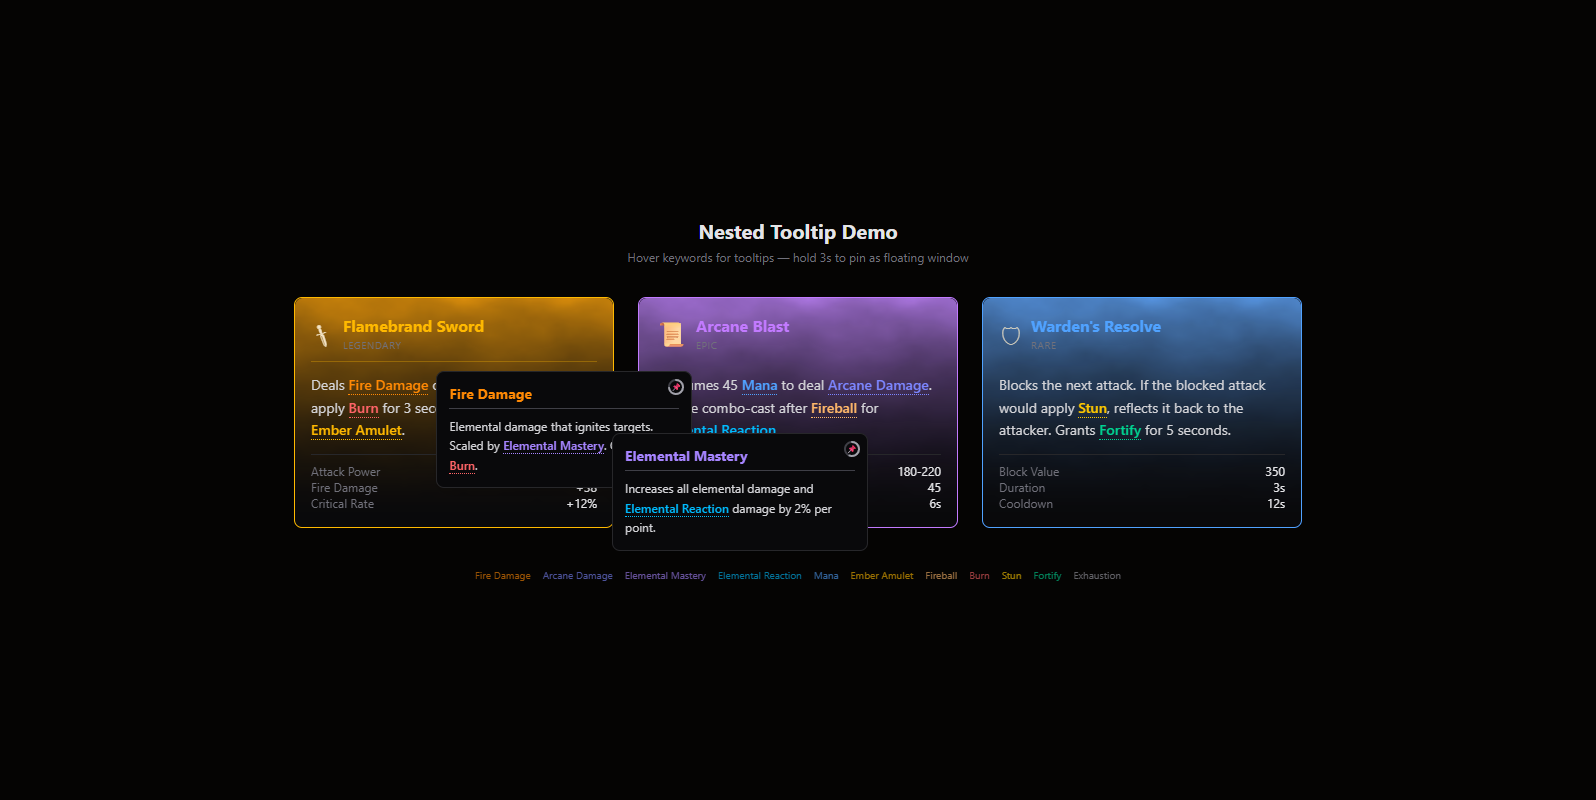 Nested Tooltip Demo
Hover keywords for tooltips — hold 3s to pin as floating window
Flamebrand Sword
LEGENDARY
Deals Fire Damage
apply Burn for 3
Ember Amulet.
Attack Power
Fire Damage +38
Critical Rate +12%
Fire Damage
Elemental damage that ignites targets.
Scaled by Elemental Mastery.
Burn.
Arcane Blast
EPIC
45 Mana to deal Arcane Damage.
combo-cast after Fireball for
Reaction
180-220
45
6s
Elemental Mastery
Increases all elemental damage and
Elemental Reaction damage by 2% per
point.
Warden's Resolve
RARE
Blocks the next attack. If the blocked attack
would apply Stun, reflects it back to the
attacker. Grants Fortify for 5 seconds.
Block Value 350
Duration 3s
Cooldown 12s
Fire Damage Arcane Damage Elemental Mastery Elemental Reaction Mana Ember Amulet Fireball Burn Stun Fortify Exhaustion